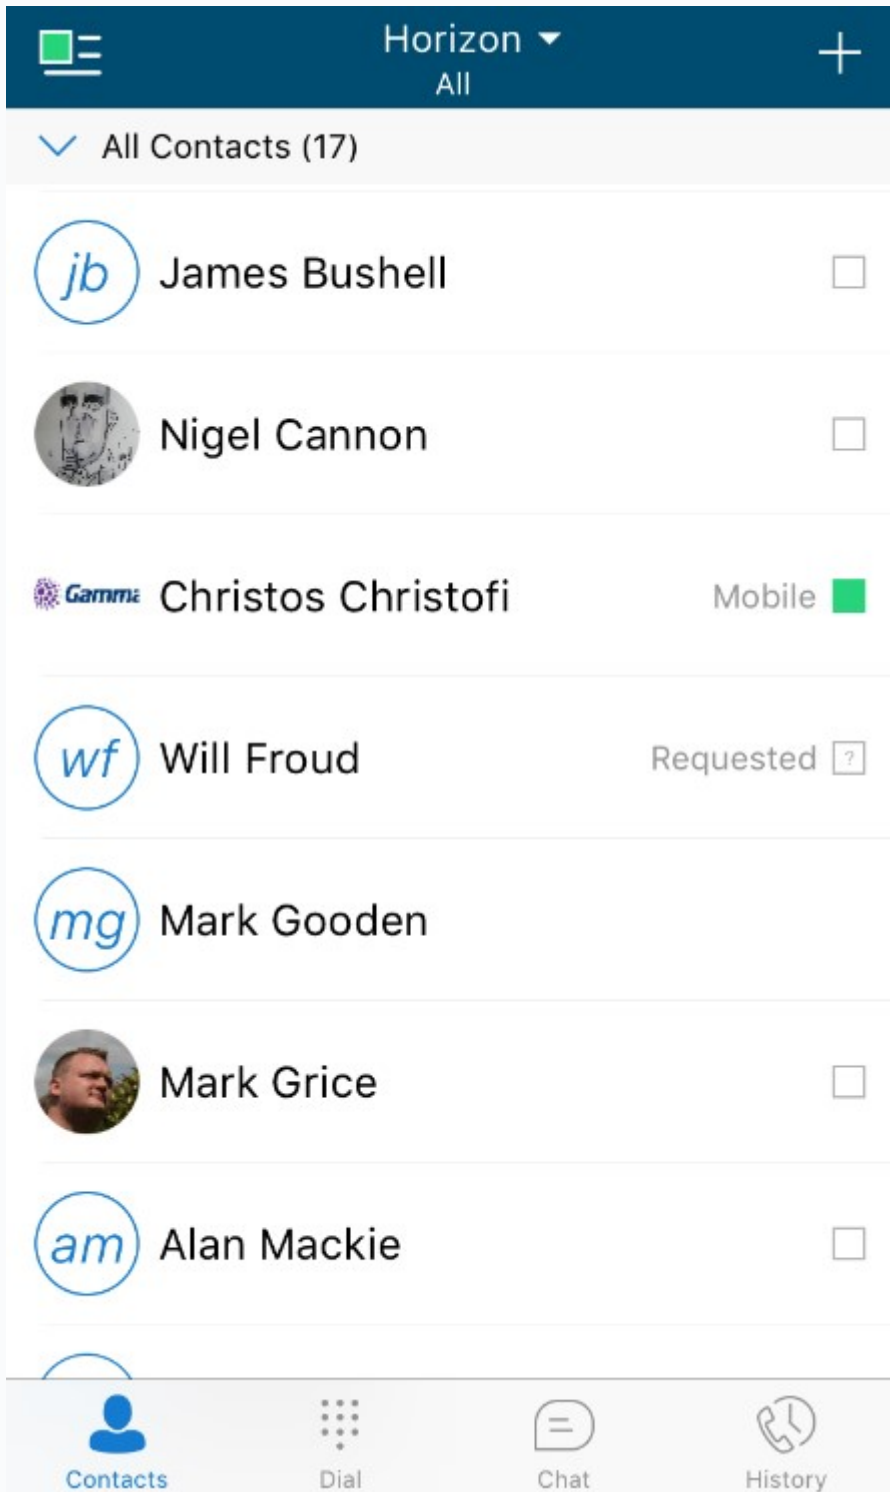 Horizon
All
All Contacts (17)
jb James Bushell
Nigel Cannon
Gamma Christos Christofi Mobile
wf Will Froud Requested ?
mg Mark Gooden
Mark Grice
am Alan Mackie
Contacts Dial Chat History